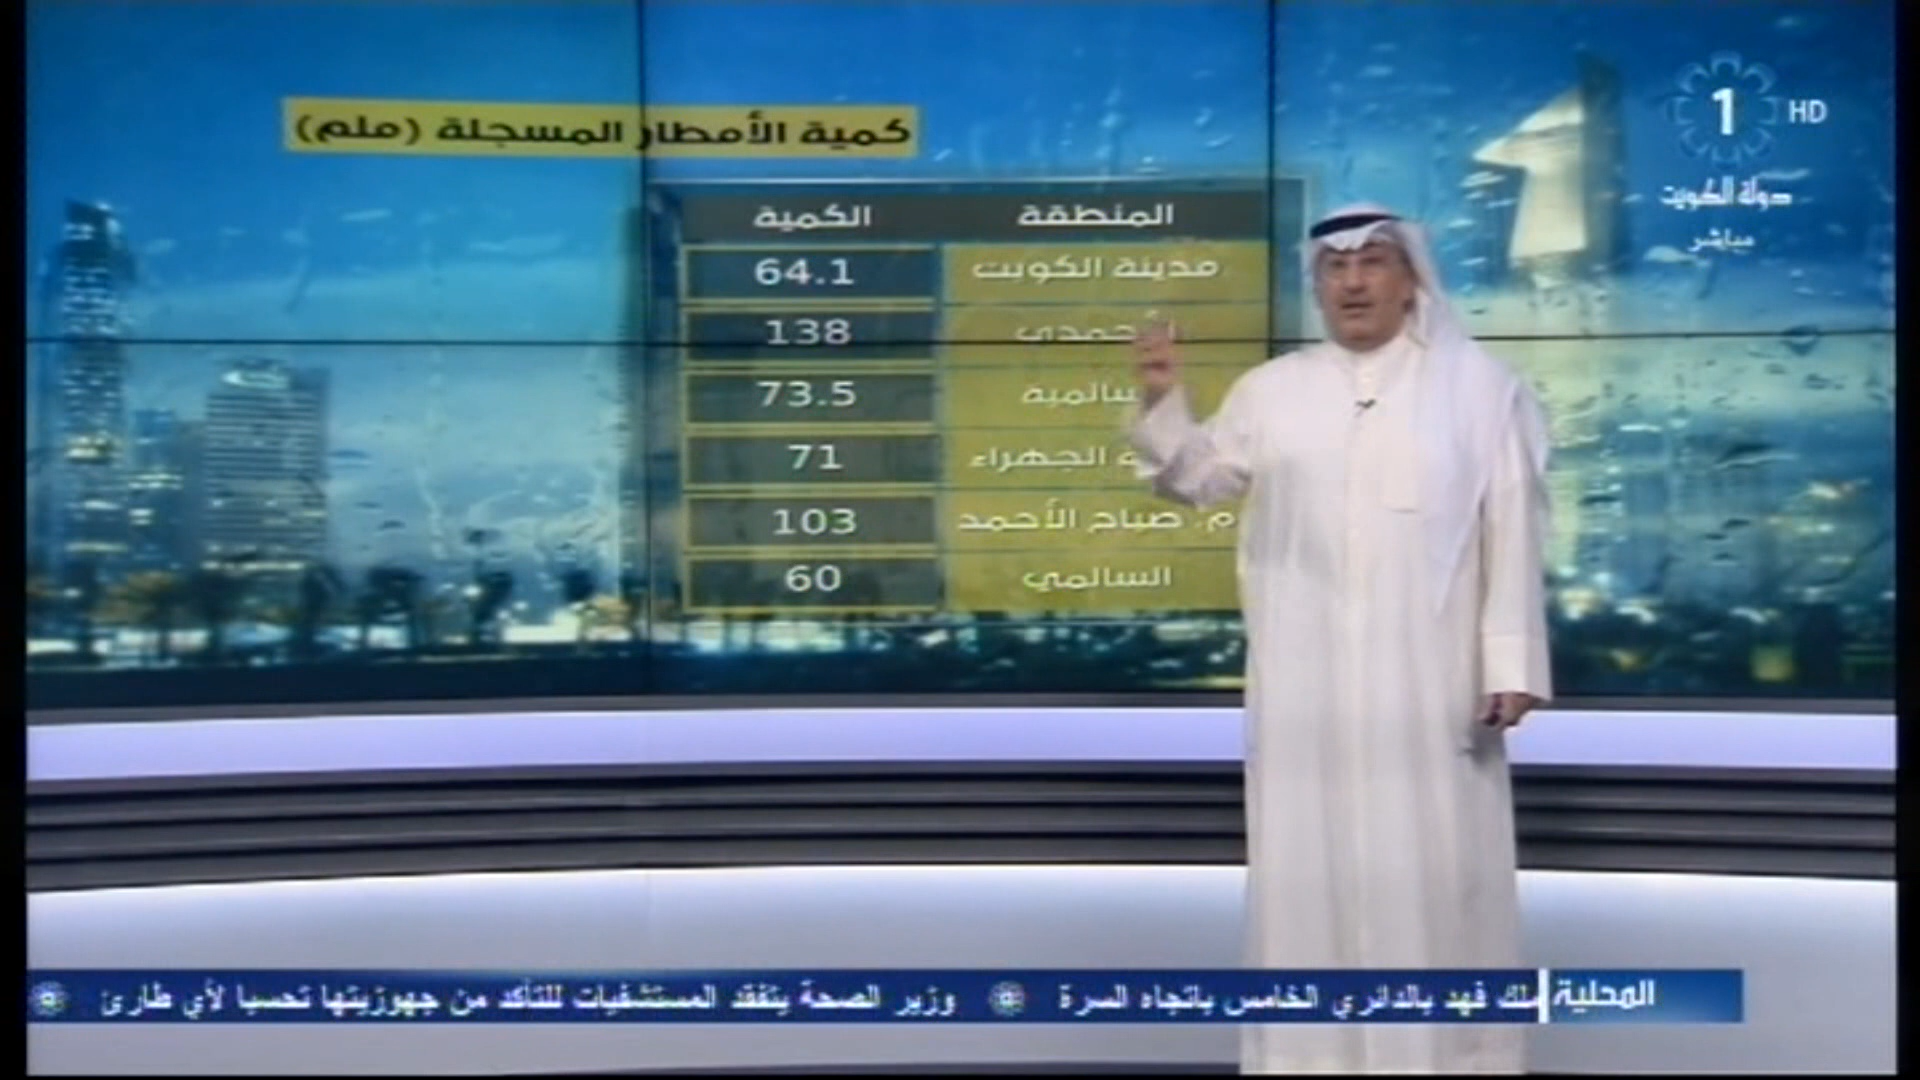 1 HD
دولة الكويت
مباشر
كمية الأمطار المسجلة (ملم)
المنطقة الكمية
مدينة الكويت 64.1
138
73.5
الجهراء 71
م. صباح الأحمد 103
السالمي 60
المحلية
فهد بالدائري الخامس باتجاه السرة
وزير الصحة يتفقد المستشفيات للتأكد من جهوزيتها تحسبا لأي طارئ